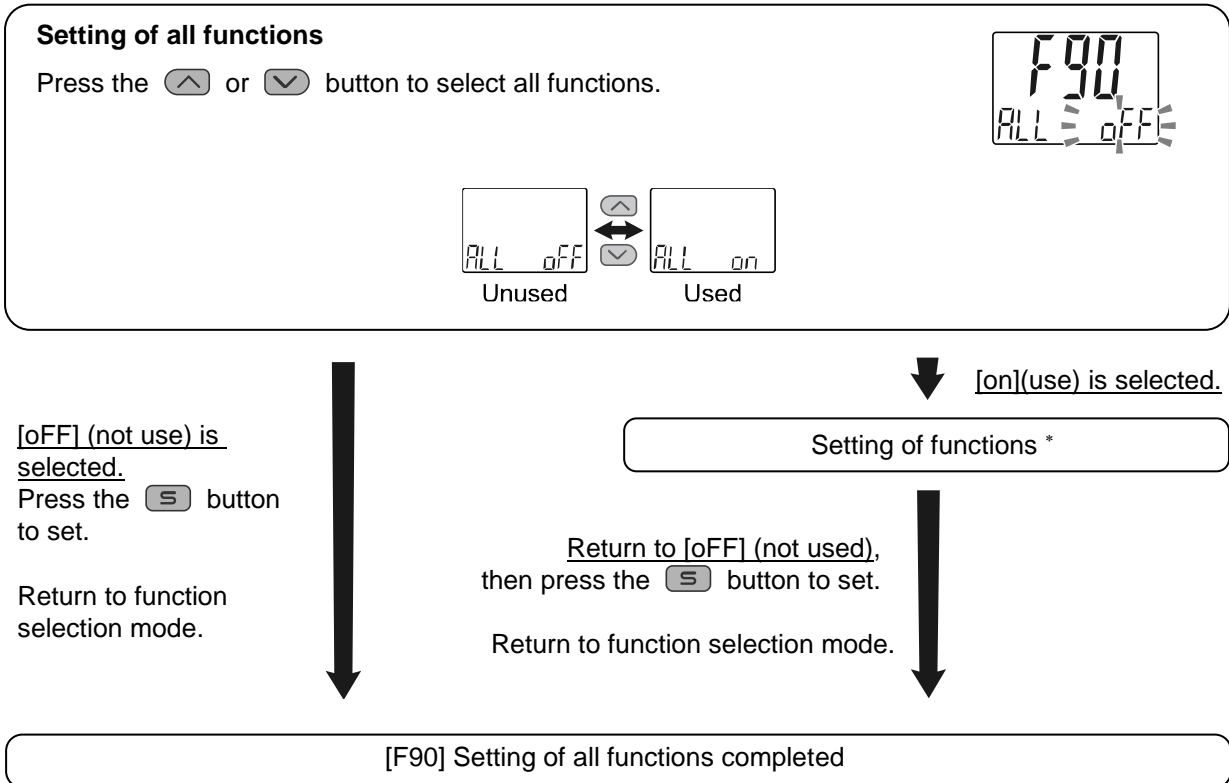 Setting of all functions
Press the or button to select all functions.
F90
ALL oFF
ALL oFF
ALL on
Unused
Used
[on](use) is selected.
Setting of functions *
[oFF] (not use) is
selected.
Press the S button
to set.
Return to function
selection mode.
Return to [oFF] (not used),
then press the S button to set.
Return to function selection mode.
[F90] Setting of all functions completed